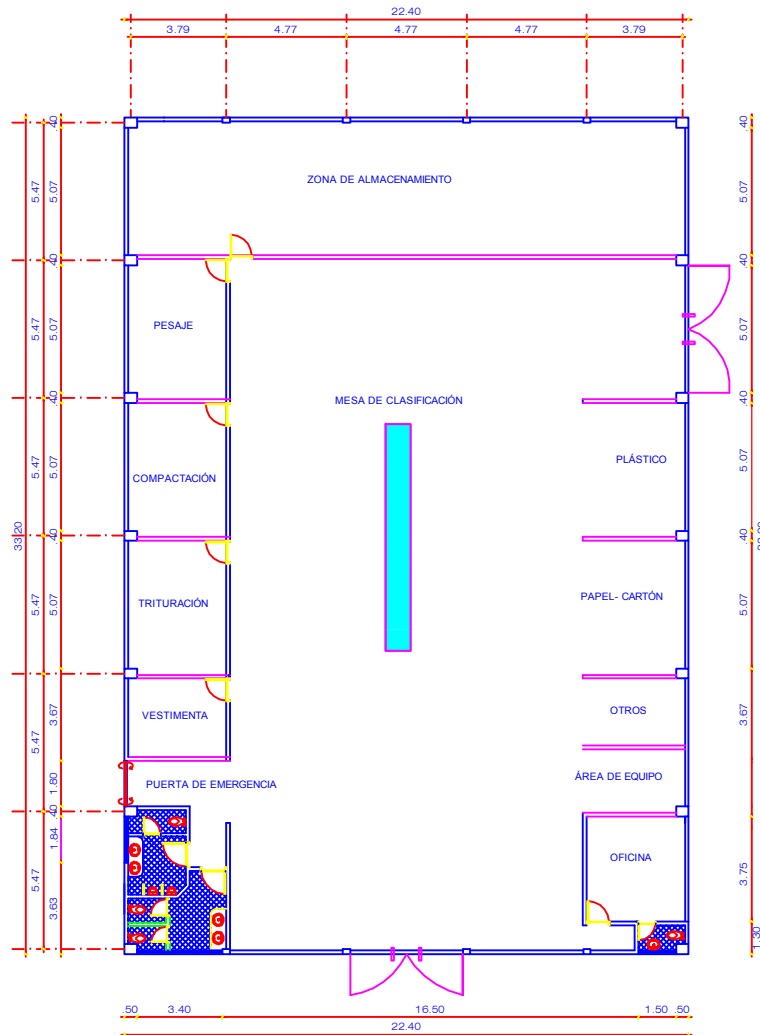 22.40
3.79 4.77 4.77 4.77 3.79
.40 .40
ZONA DE ALMACENAMIENTO
5.47 5.07 5.07
.40 .40
PESAJE
5.47 5.07 5.07
.40 .40
MESA DE CLASIFICACIÓN
PLÁSTICO
COMPACTACIÓN
5.47 5.07 5.07
33.20 .40 .40
PAPEL- CARTÓN
TRITURACIÓN
5.47 5.07 5.07
OTROS
VESTIMENTA
5.47 3.67 3.67
ÁREA DE EQUIPO
PUERTA DE EMERGENCIA
1.80
.40
1.84
OFICINA
5.47 3.63 3.75
1.30
.50 3.40 16.50 1.50 .50
22.40